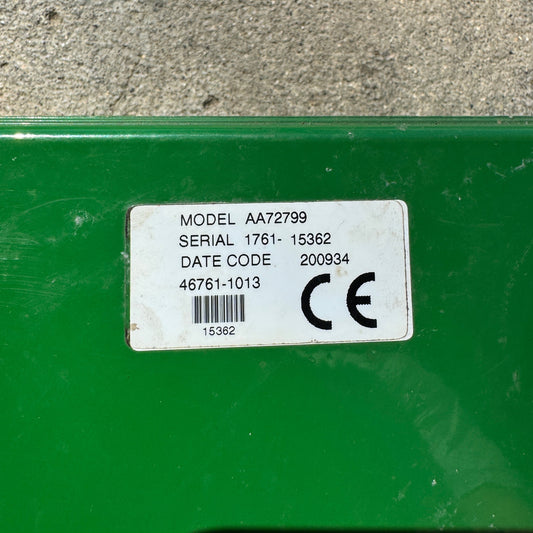 MODEL AA72799
SERIAL 1761- 15362
DATE CODE 200934
46761-1013
CE
15362